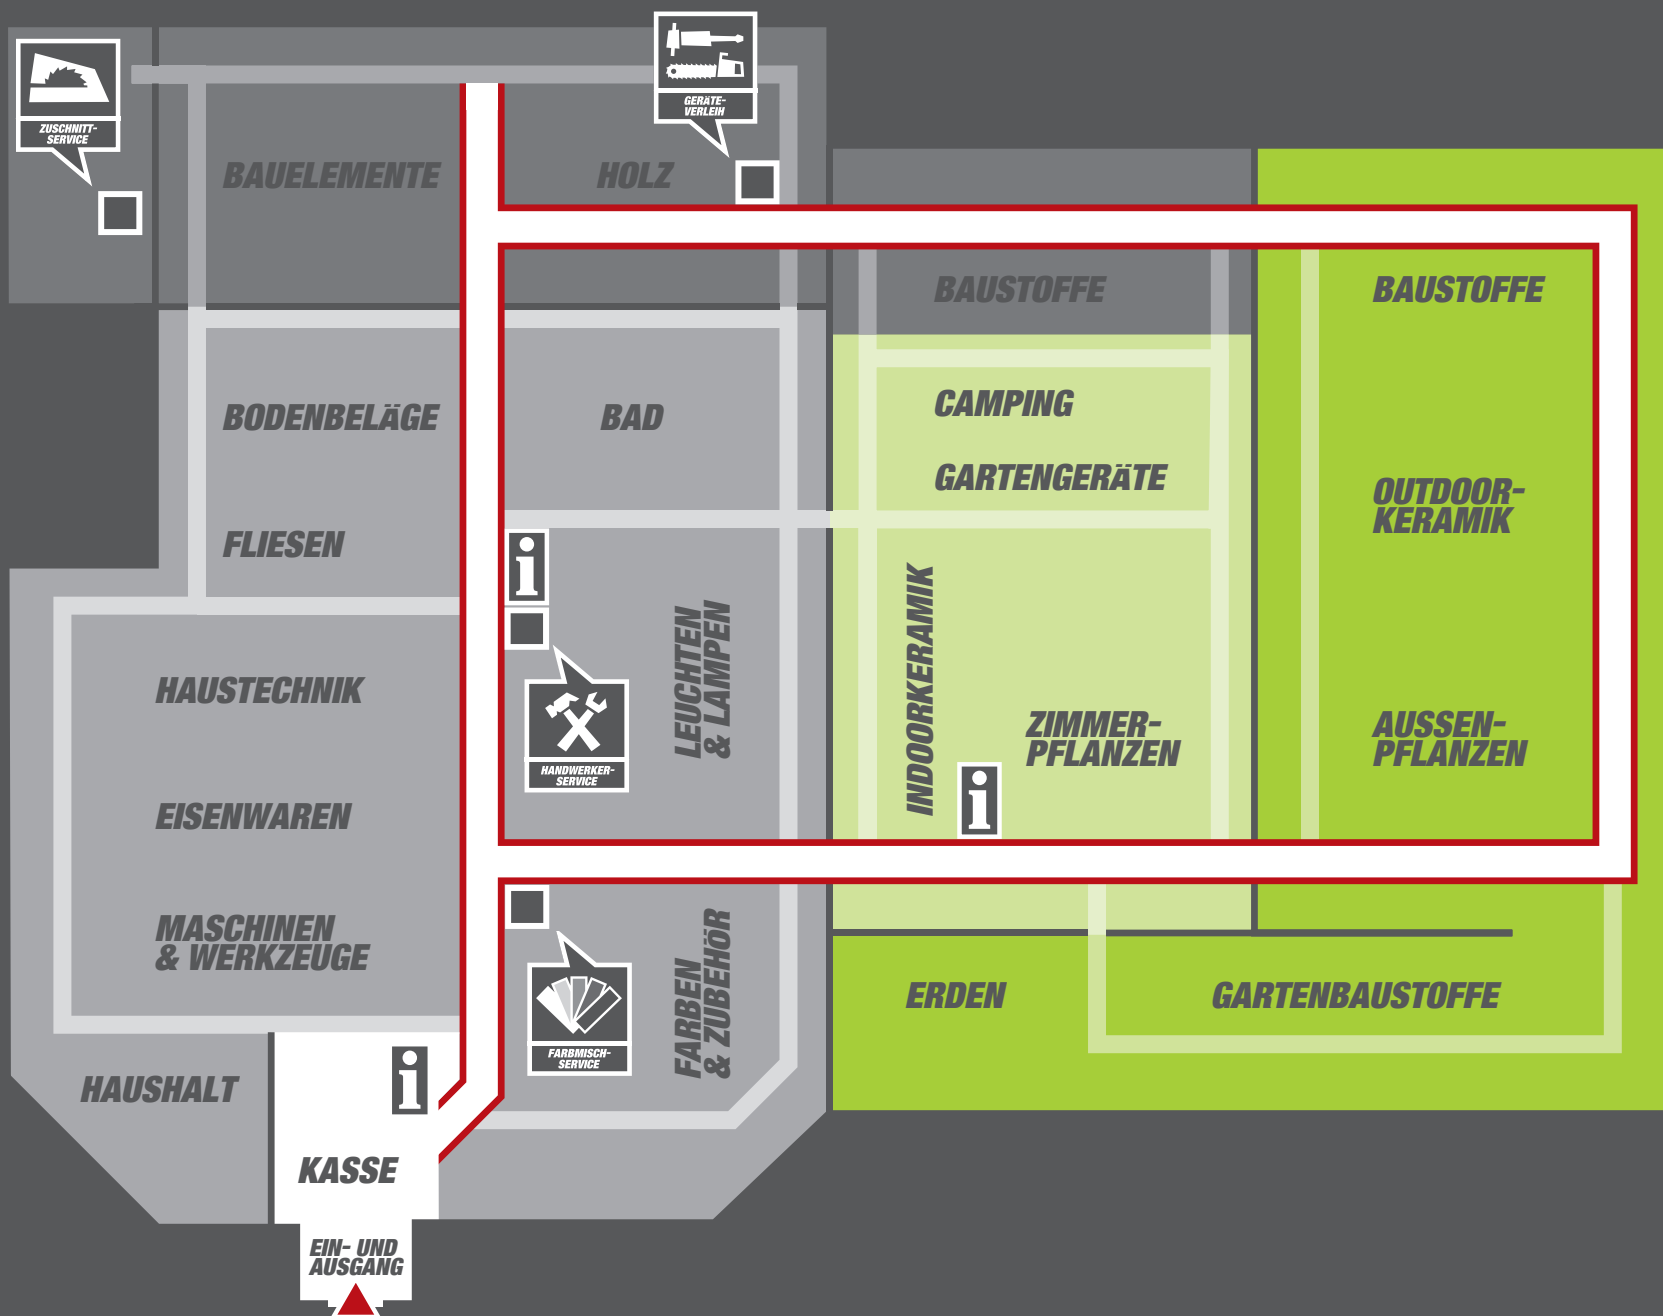 ZUSCHNITT-
SERVICE
GERÄTE-
VERLEIH
BAUELEMENTE
HOLZ
BAUSTOFFE
BAUSTOFFE
BODENBELÄGE
BAD
CAMPING
GARTENGERÄTE
OUTDOOR-
KERAMIK
FLIESEN
i
HAUSTECHNIK
LEUCHTEN
& LAMPEN
INDOORKERAMIK
ZIMMER-
PFLANZEN
AUSSEN-
PFLANZEN
HANDWERKER-
SERVICE
i
EISENWAREN
MASCHINEN
& WERKZEUGE
FARBEN
& ZUBEHÖR
ERDEN
GARTENBAUSTOFFE
FARBMISCH-
SERVICE
HAUSHALT
i
KASSE
EIN- UND
AUSGANG